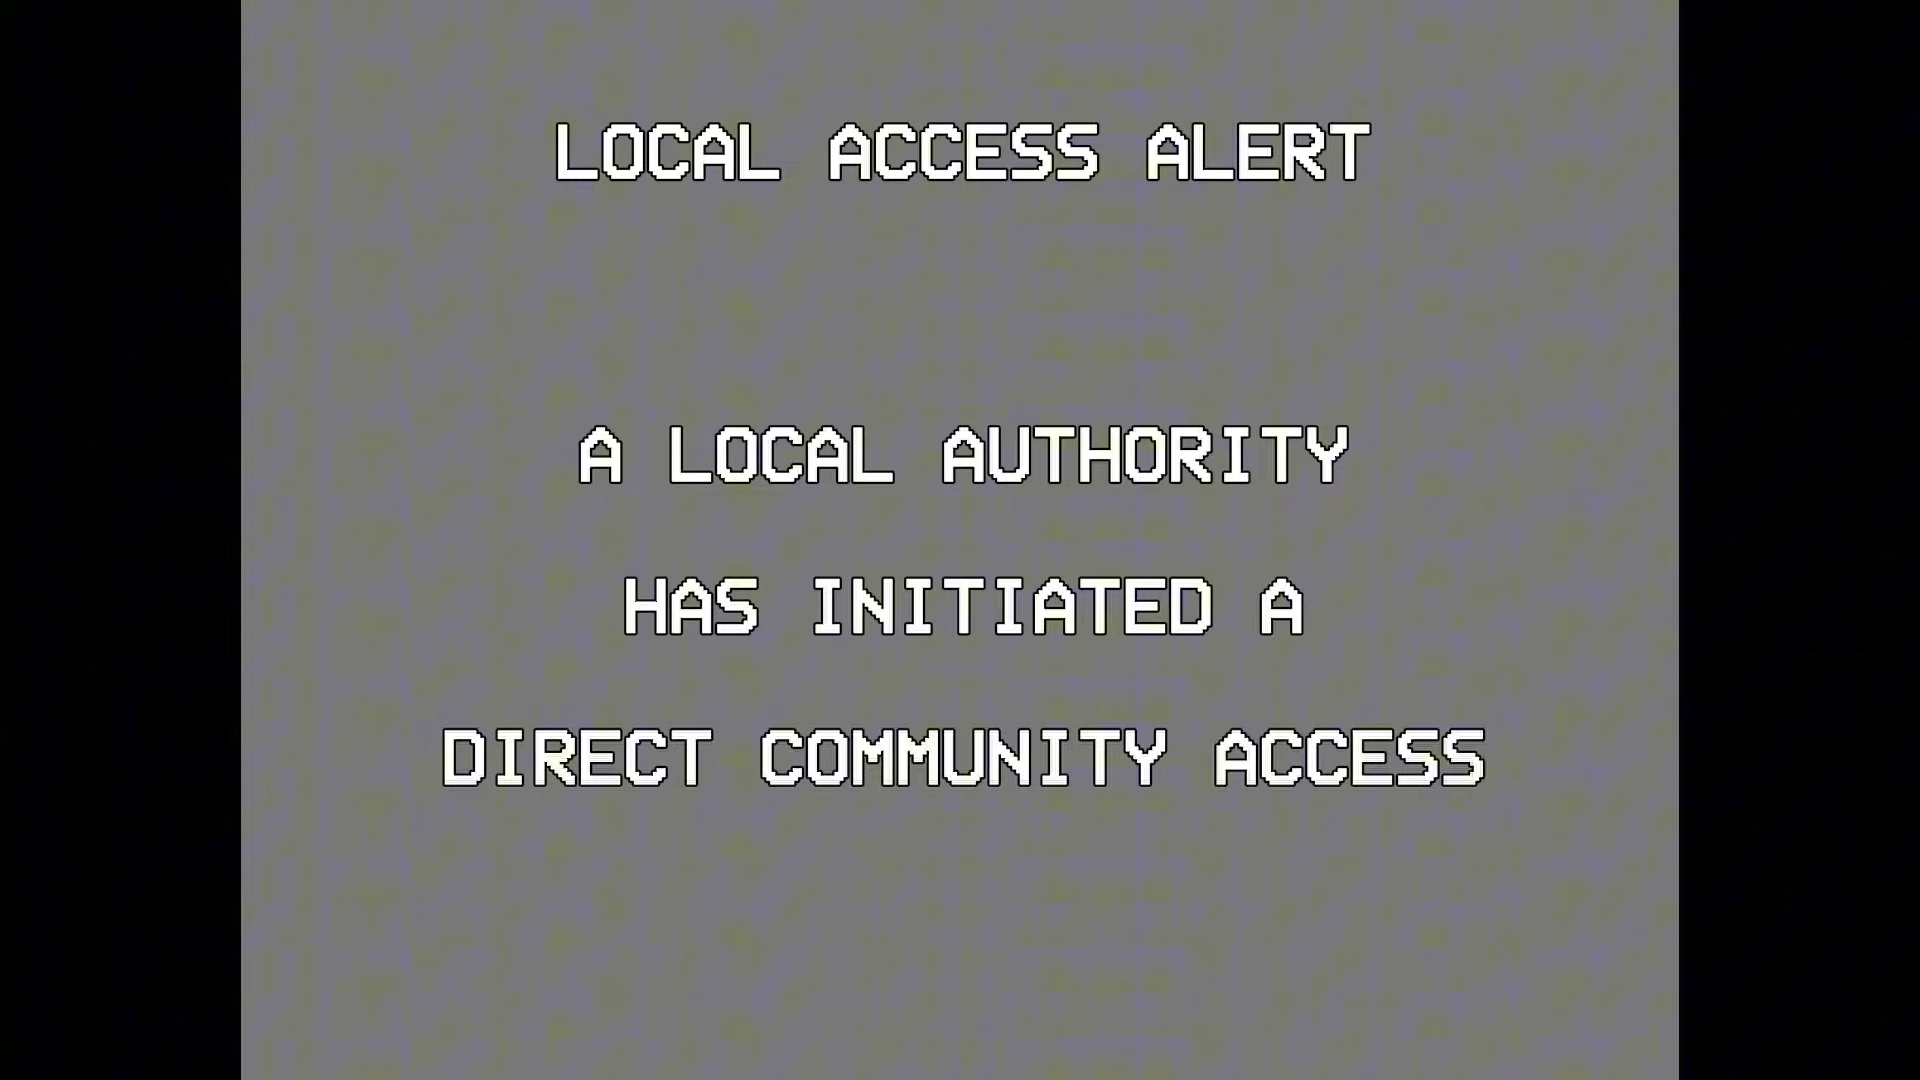 LOCAL ACCESS ALERT
A LOCAL AUTHORITY
HAS INITIATED A
DIRECT COMMUNITY ACCESS